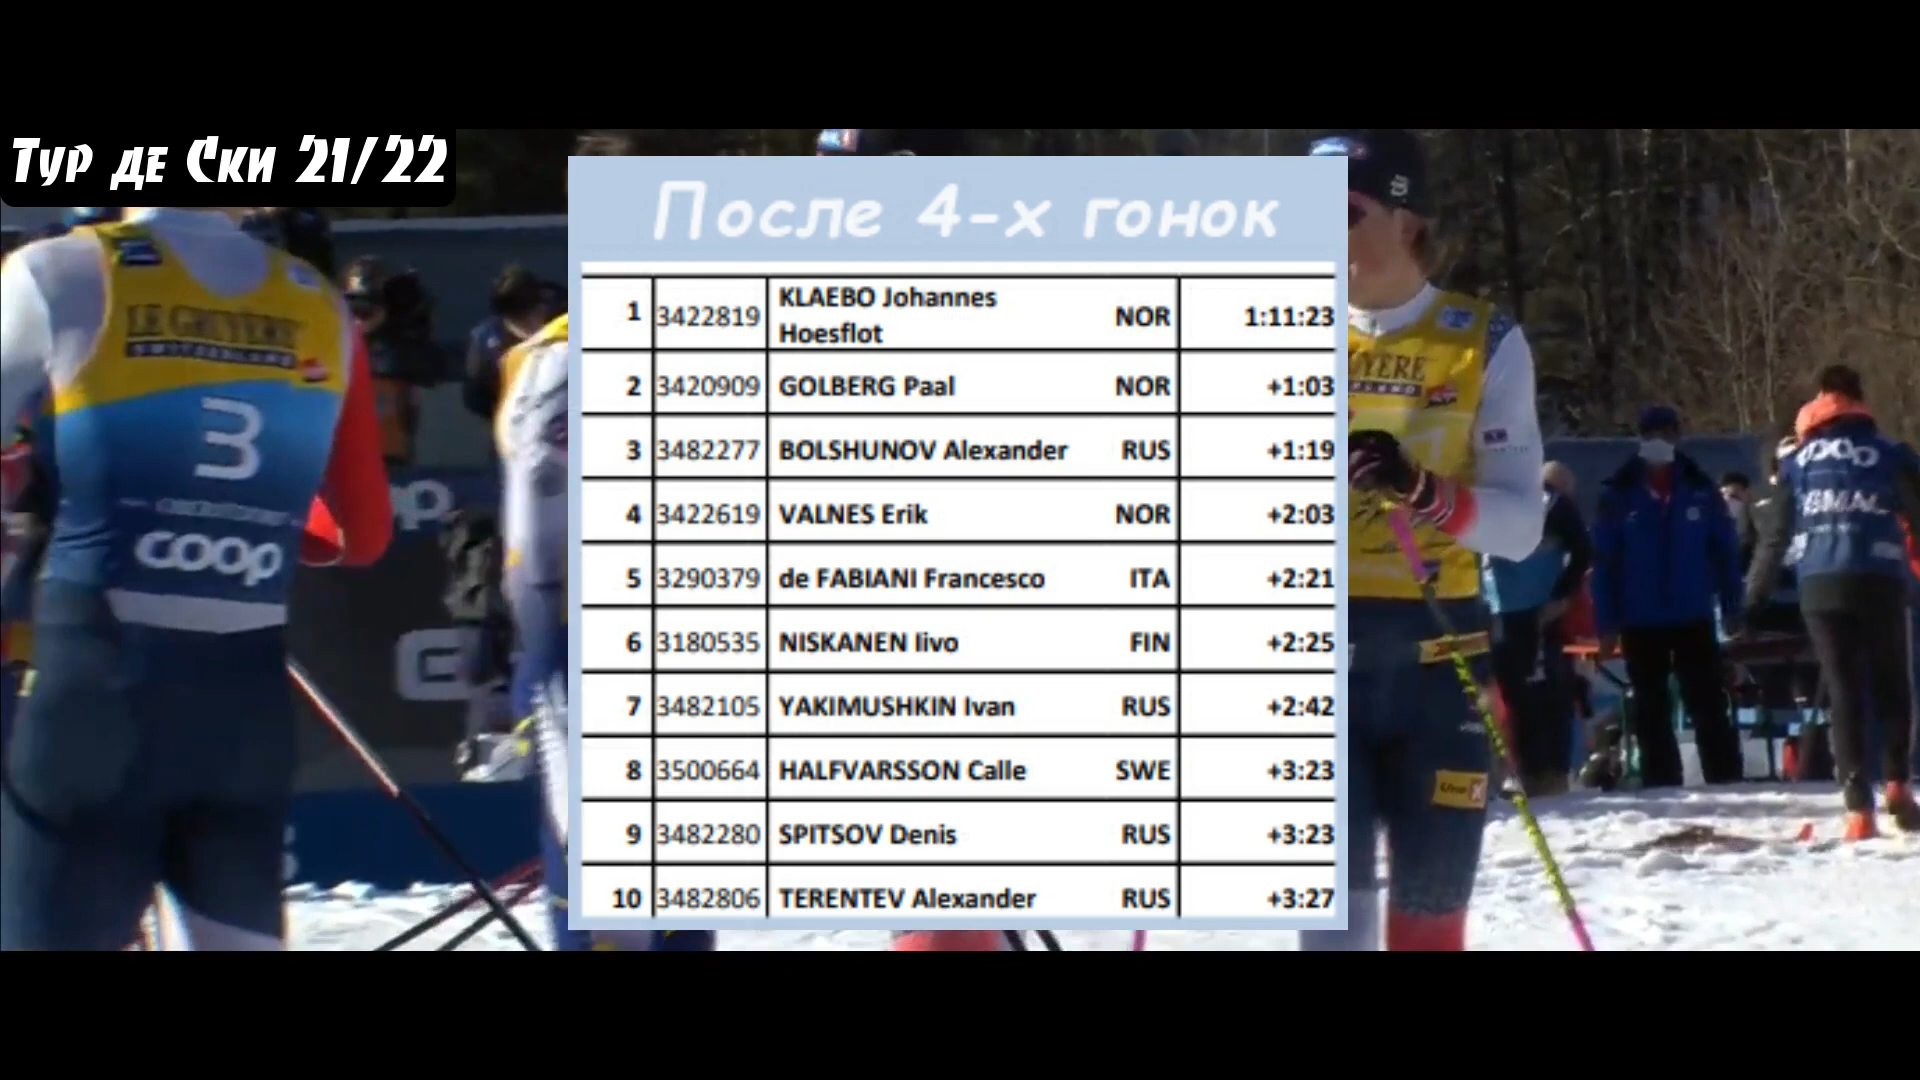 Тур де Ски 21/22
После 4-х гонок
1 3422819 KLAEBO Johannes Hoesflot NOR 1:11:23
2 3420909 GOLBERG Paal NOR +1:03
3 3482277 BOLSHUNOV Alexander RUS +1:19
4 3422619 VALNES Erik NOR +2:03
5 3290379 de FABIANI Francesco ITA +2:21
6 3180535 NISKANEN Iivo FIN +2:25
7 3482105 YAKIMUSHKIN Ivan RUS +2:42
8 3500664 HALFVARSSON Calle SWE +3:23
9 3482280 SPITSOV Denis RUS +3:23
10 3482806 TERENTEV Alexander RUS +3:27
LE GRUYÈRE
SWITZERLAND
3
coop
coop